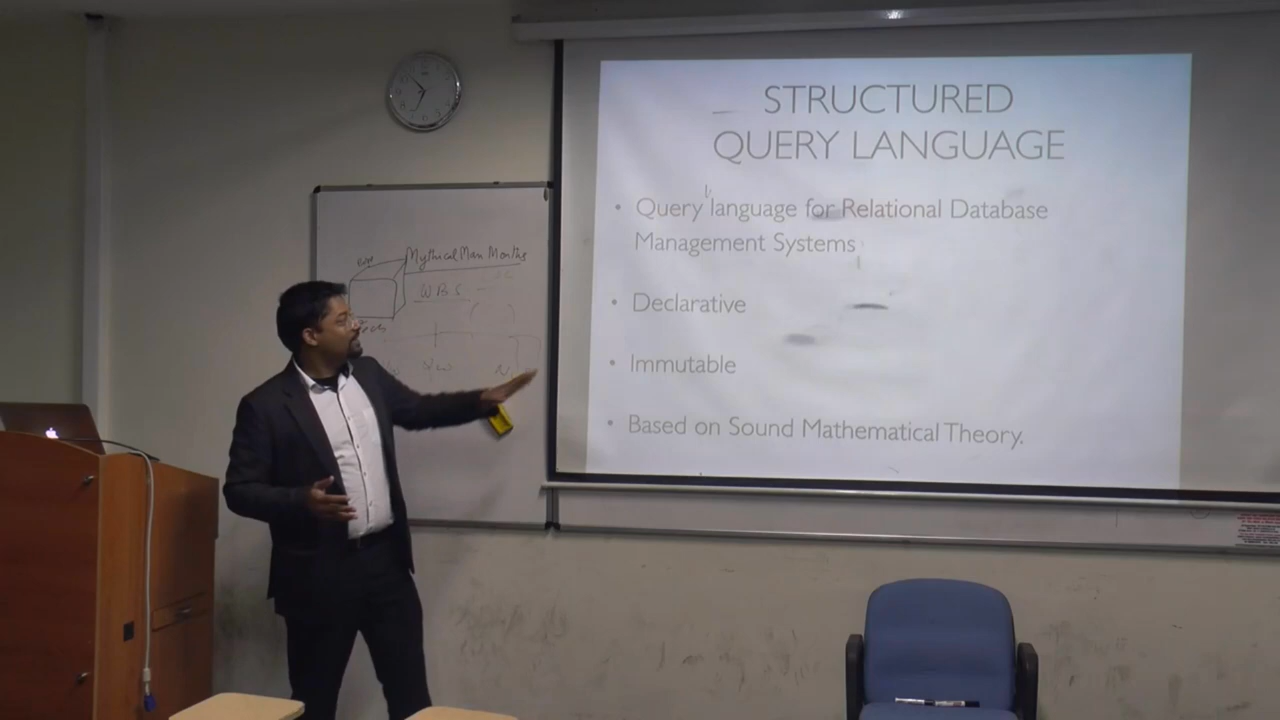 STRUCTURED
QUERY LANGUAGE
• Query language for Relational Database
Management Systems
• Declarative
• Immutable
• Based on Sound Mathematical Theory.
Mythical Man Months
W B S